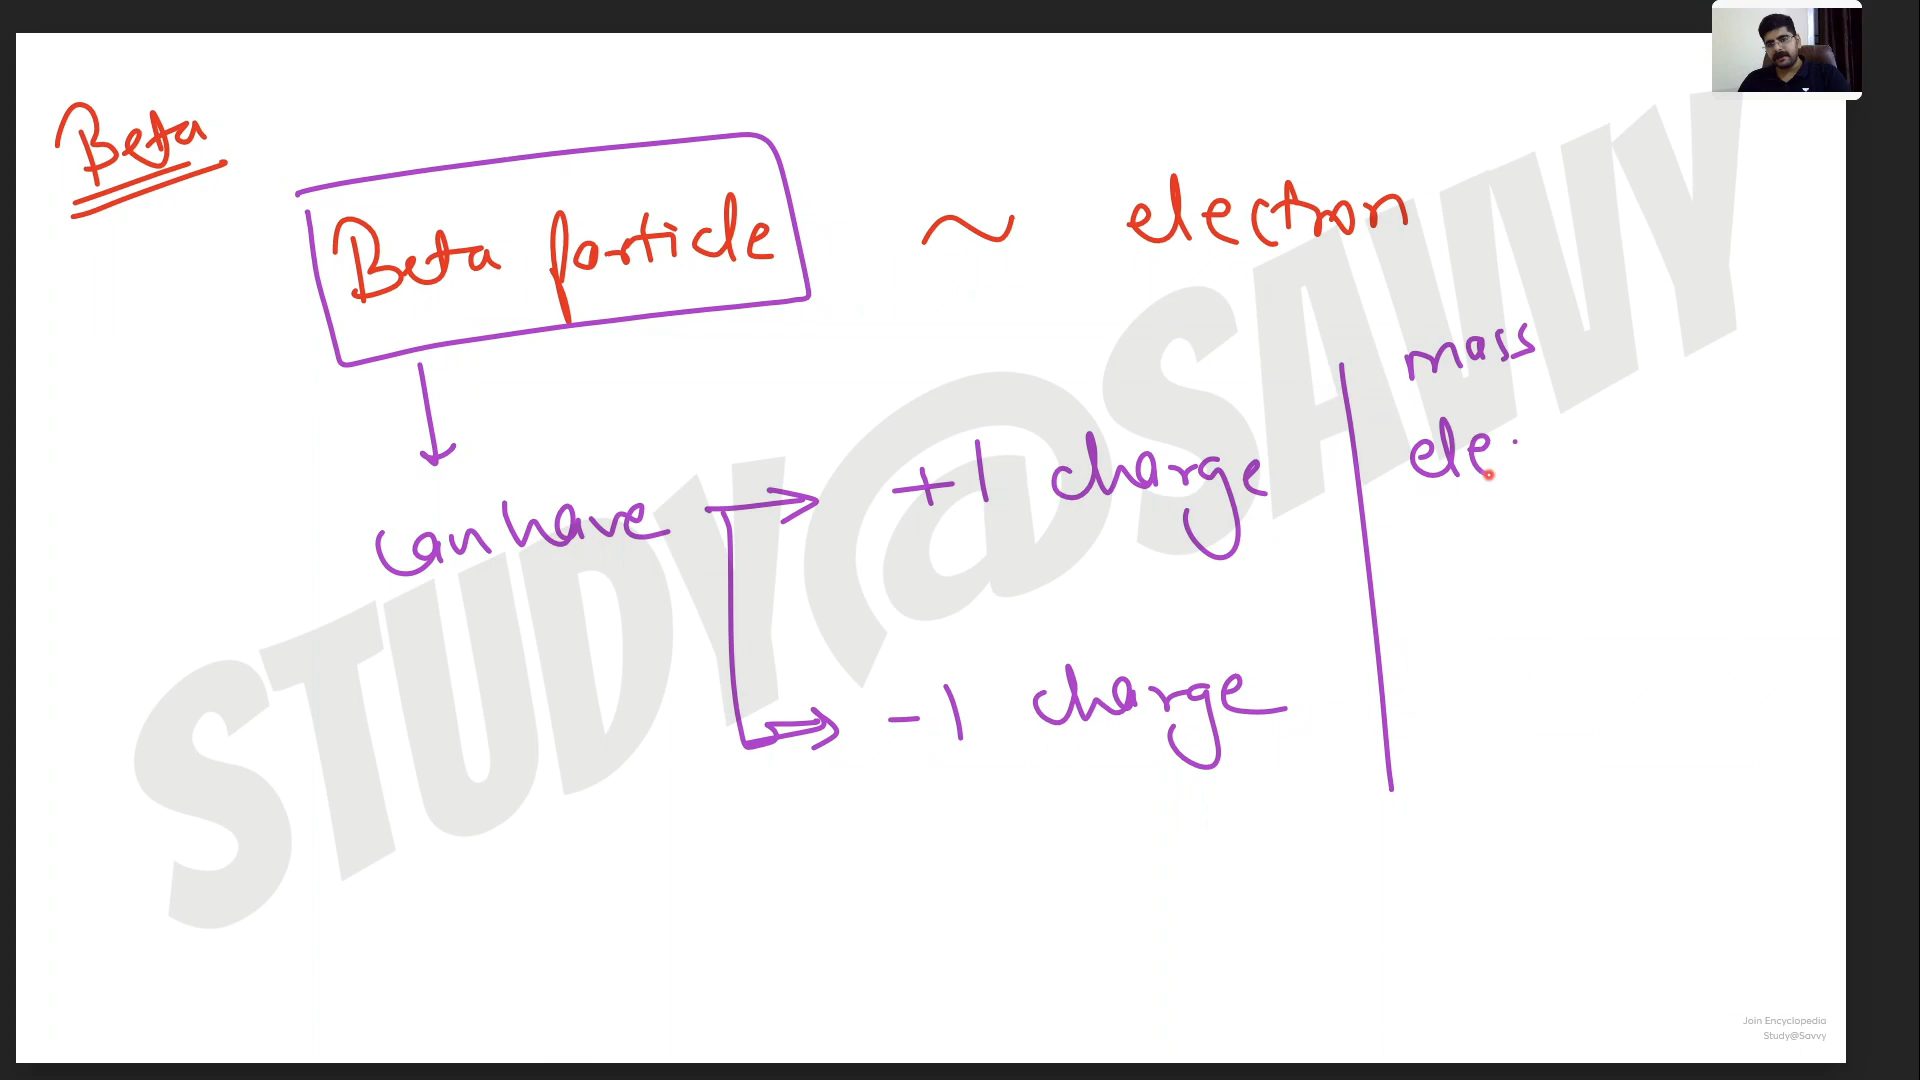 Beta
Beta particle ~ electron
mass
ele.
can have → +1 charge
→ -1 charge
STUDY@SAVVY
Join Encyclopedia
Study@Savvy